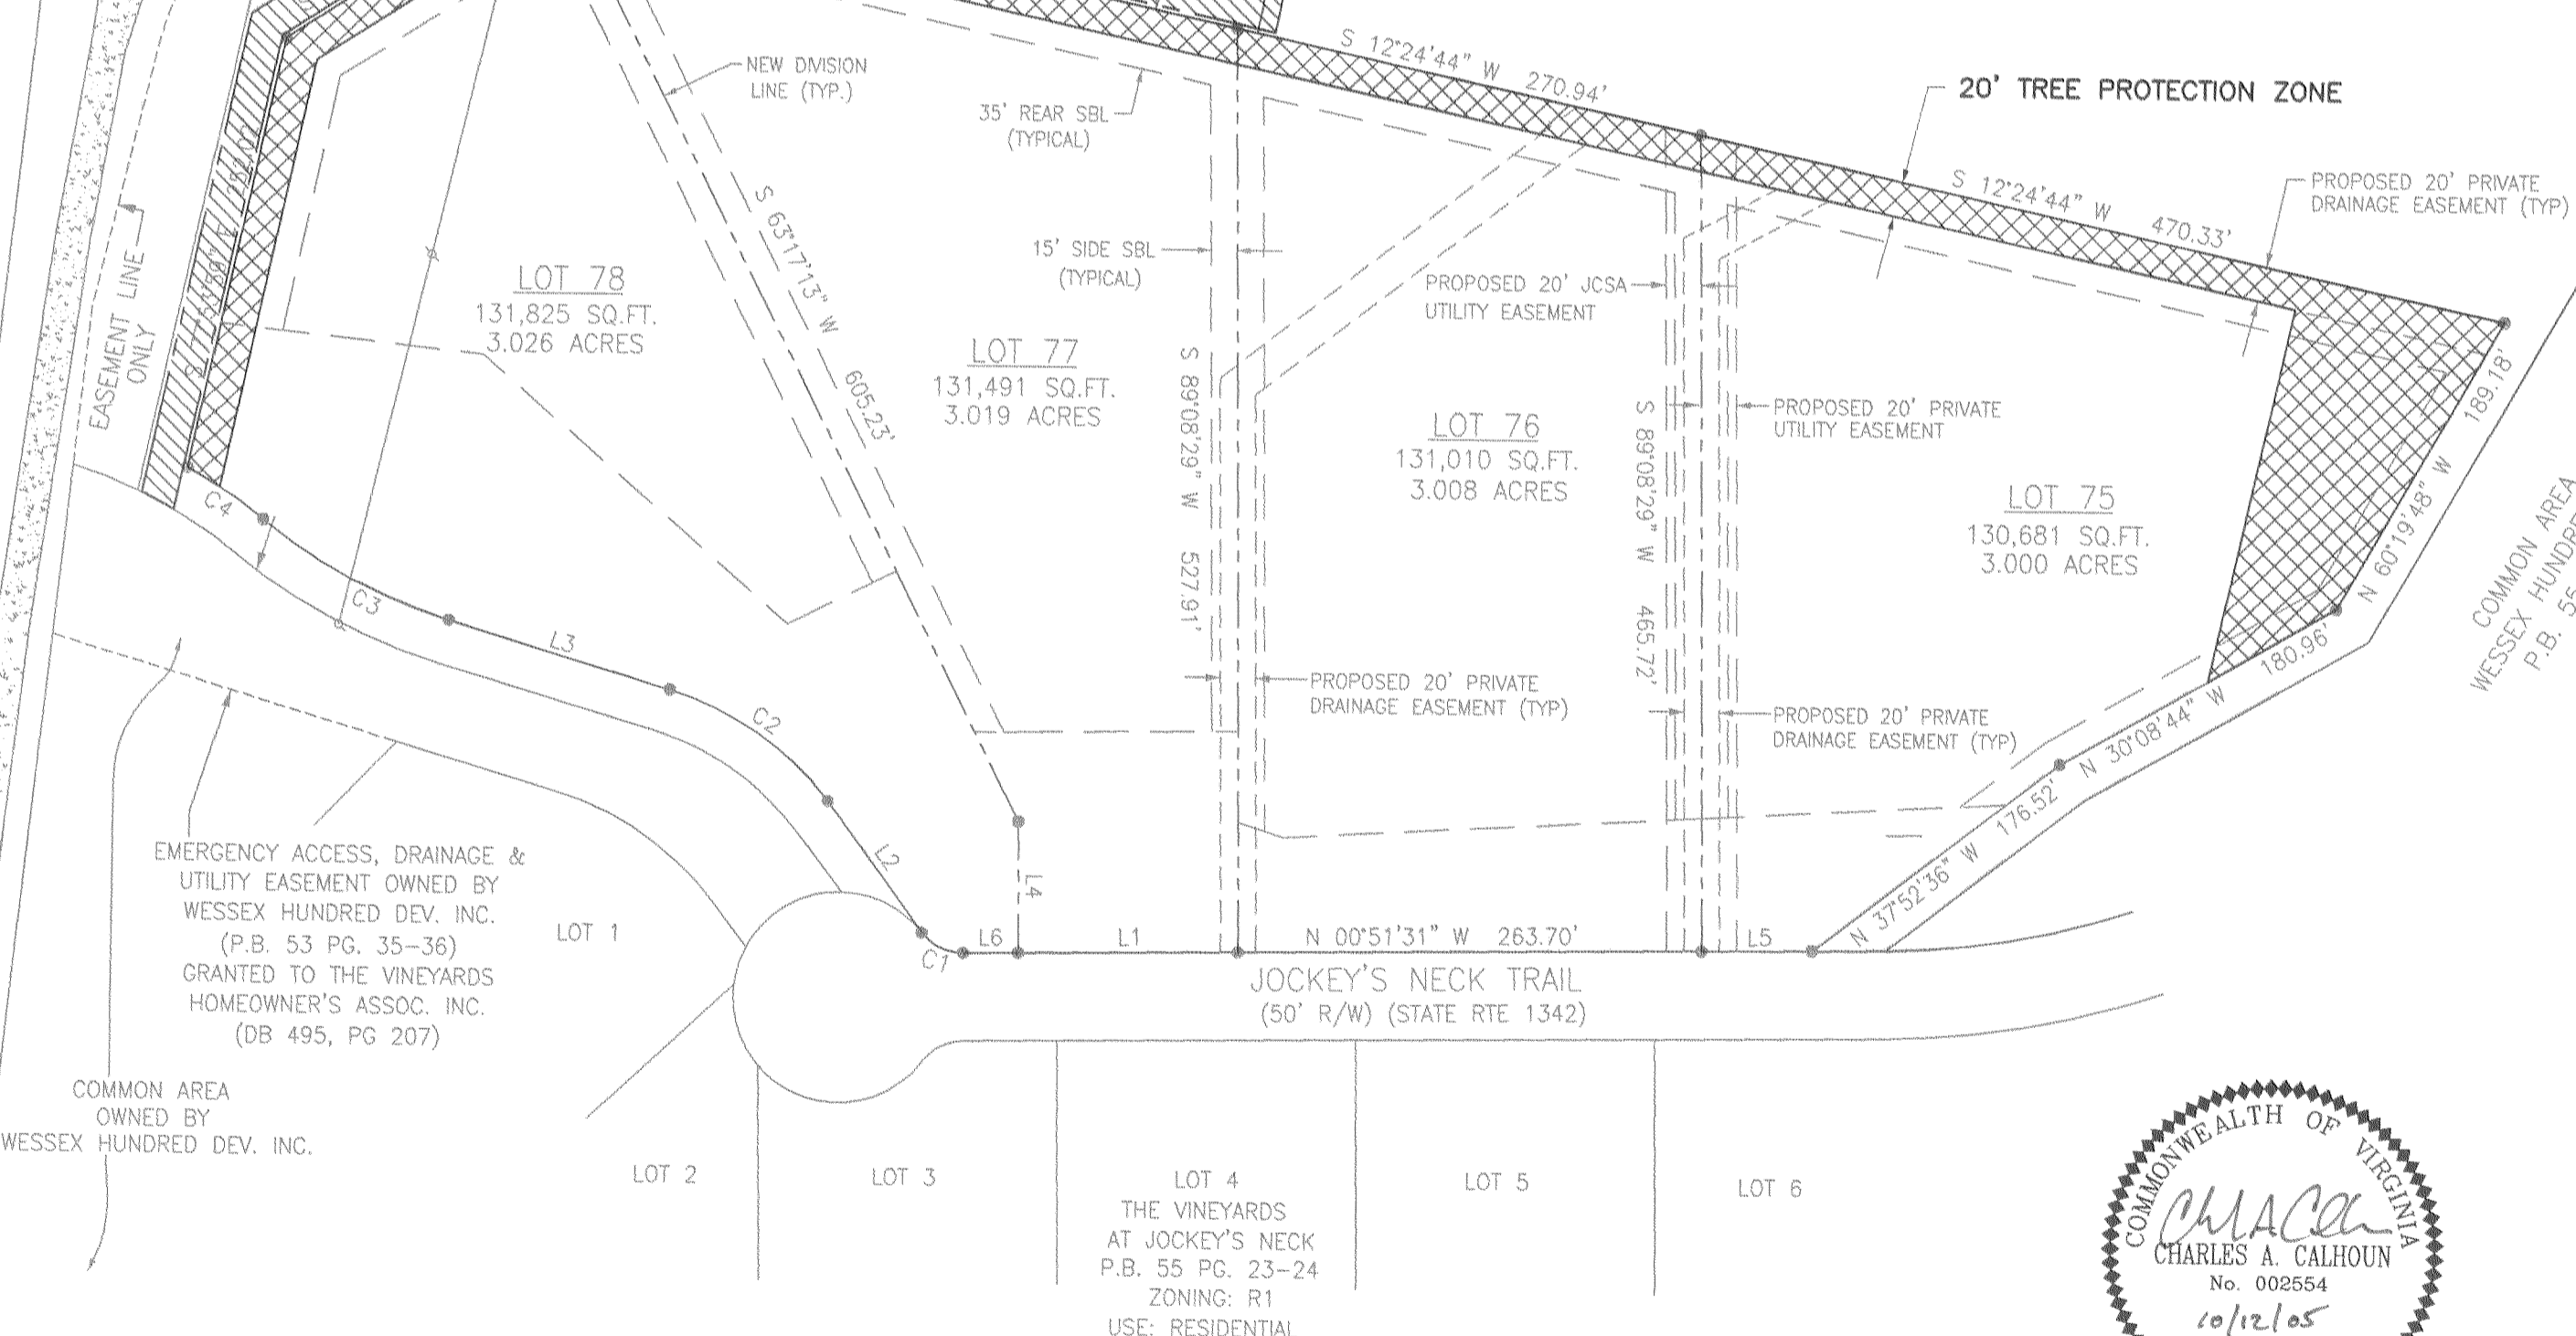 S 12°24'44" W 270.94'
20' TREE PROTECTION ZONE
NEW DIVISION
LINE (TYP.)
35' REAR SBL
(TYPICAL)
S 12°24'44" W 470.33'
PROPOSED 20' PRIVATE
DRAINAGE EASEMENT (TYP)
EASEMENT LINE
ONLY
S 63°17'13" W 605.23'
15' SIDE SBL
(TYPICAL)
PROPOSED 20' JCSA
UTILITY EASEMENT
LOT 78
131,825 SQ.FT.
3.026 ACRES
LOT 77
131,491 SQ.FT.
3.019 ACRES
S 89°08'29" W 527.91'
LOT 76
131,010 SQ.FT.
3.008 ACRES
S 89°08'29" W 465.72'
PROPOSED 20' PRIVATE
UTILITY EASEMENT
LOT 75
130,681 SQ.FT.
3.000 ACRES
N 60°19'48" W 189.18'
COMMON AREA
WESSEX HUNDRE
P.B. 55
C4
C3
L3
C2
L2
PROPOSED 20' PRIVATE
DRAINAGE EASEMENT (TYP)
PROPOSED 20' PRIVATE
DRAINAGE EASEMENT (TYP)
N 30°08'44" W 180.96'
N 37°52'36" W 176.52'
EMERGENCY ACCESS, DRAINAGE &
UTILITY EASEMENT OWNED BY
WESSEX HUNDRED DEV. INC.
(P.B. 53 PG. 35-36)
GRANTED TO THE VINEYARDS
HOMEOWNER'S ASSOC. INC.
(DB 495, PG 207)
LOT 1
C1
L6
L4
L1
N 00°51'31" W 263.70'
L5
JOCKEY'S NECK TRAIL
(50' R/W) (STATE RTE 1342)
COMMON AREA
OWNED BY
WESSEX HUNDRED DEV. INC.
LOT 2
LOT 3
LOT 4
THE VINEYARDS
AT JOCKEY'S NECK
P.B. 55 PG. 23-24
ZONING: R1
USE: RESIDENTIAL
LOT 5
LOT 6
COMMONWEALTH OF VIRGINIA
CHARLES A. CALHOUN
No. 002554
10/12/05